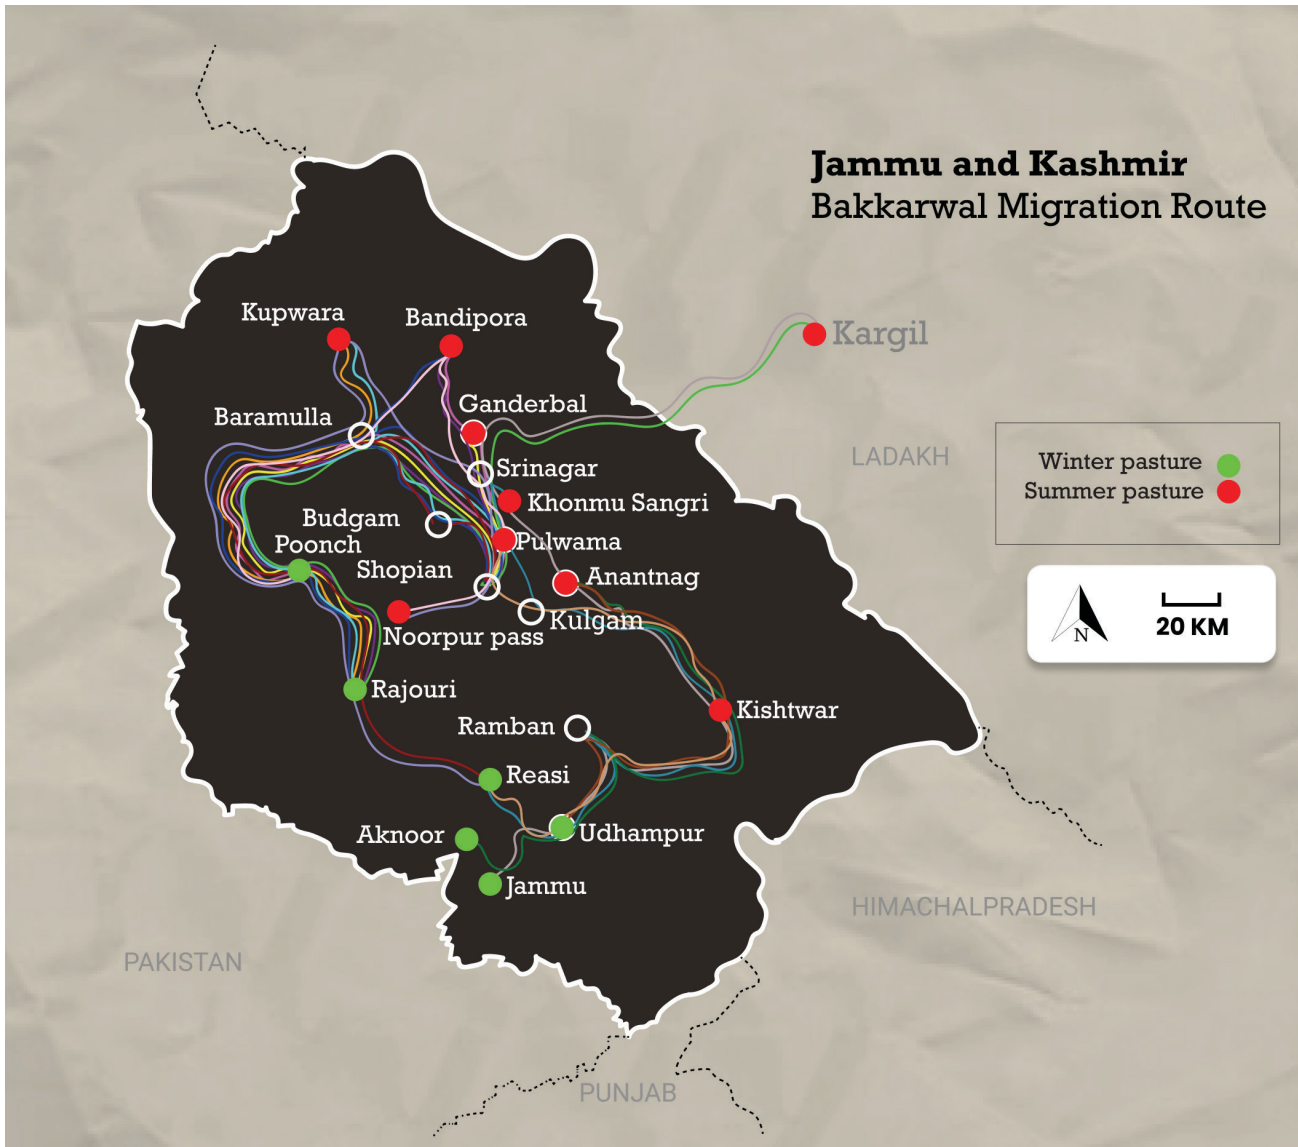 Jammu and Kashmir
Bakkarwal Migration Route
Kupwara
Bandipora
Kargil
Ganderbal
Baramulla
LADAKH
Srinagar
Winter pasture
Summer pasture
Khonmu Sangri
Budgam
Pulwama
Poonch
Shopian
Anantnag
Kulgam
Noorpur pass
N
20 KM
Rajouri
Kishtwar
Ramban
Reasi
Aknoor
Udhampur
Jammu
HIMACHALPRADESH
PAKISTAN
PUNJAB